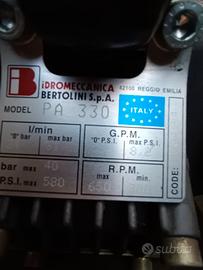 iDROMECCANICA
BERTOLINI S.p.A.
42100 REGGIO EMILIA
MODEL PA 330
ITALY
l/min
G.P.M.
"0" bar max bar
"0" P.S.I. max P.S.I.
bar max 40
R.P.M.
P.S.I. max 580
max 650
CODE:
subito